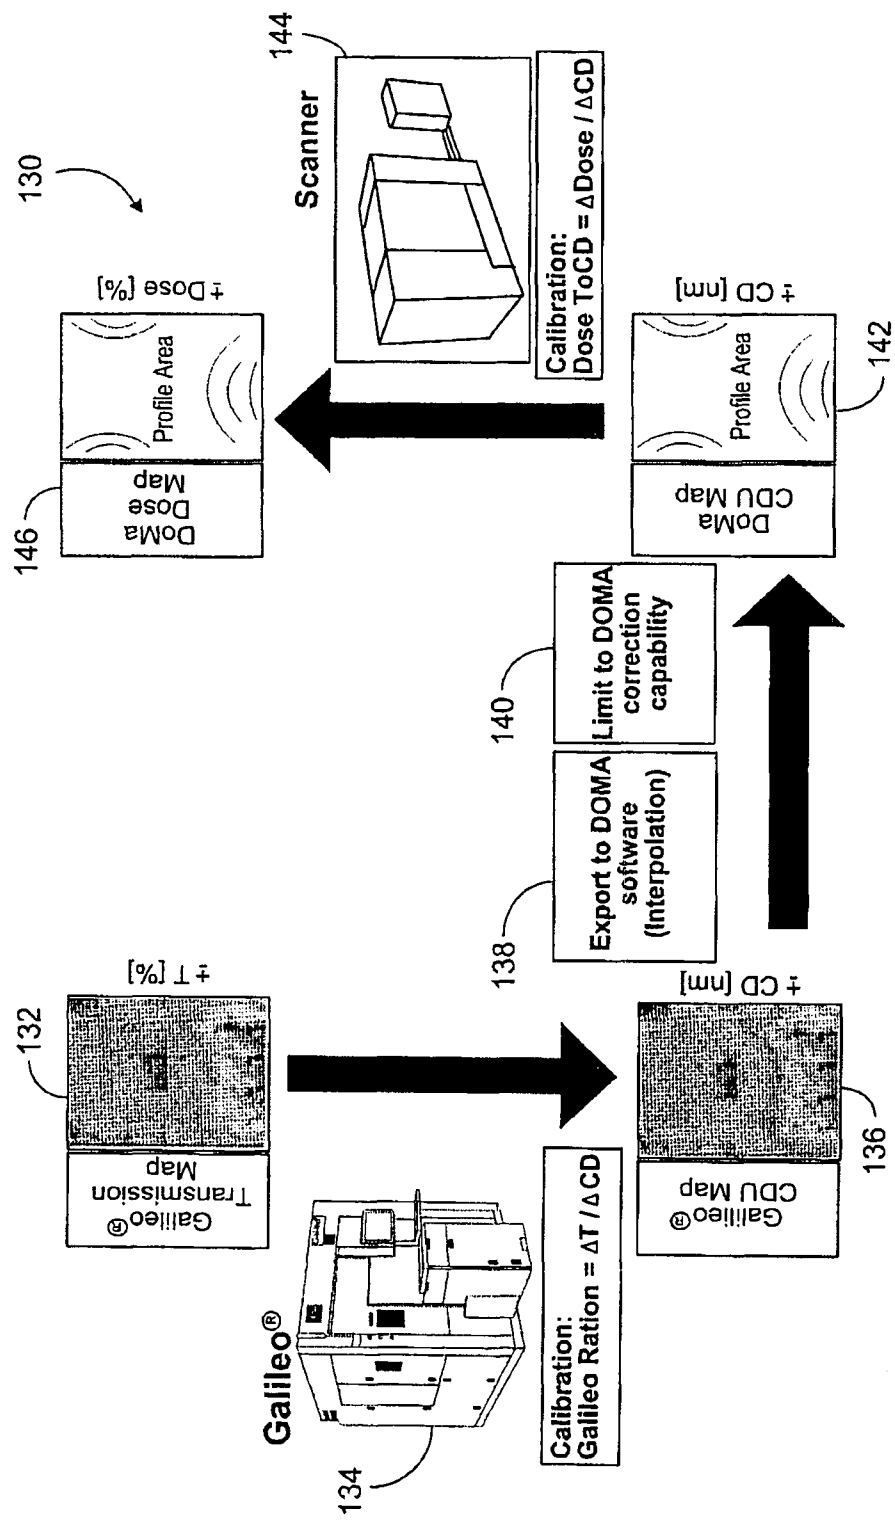 130
132
Galileo®
Transmission
Map
± T [%]
Galileo®
134
Calibration:
Galileo Ration = ΔT / ΔCD
Galileo®
CDU Map
± CD [nm]
136
138
Export to DOMA
software
(Interpolation)
140
Limit to DOMA
correction
capability
DoMa
CDU Map
Profile Area
± CD [nm]
142
Scanner
144
Calibration:
Dose ToCD = ΔDose / ΔCD
146
DoMa
Dose
Map
Profile Area
± Dose [%]